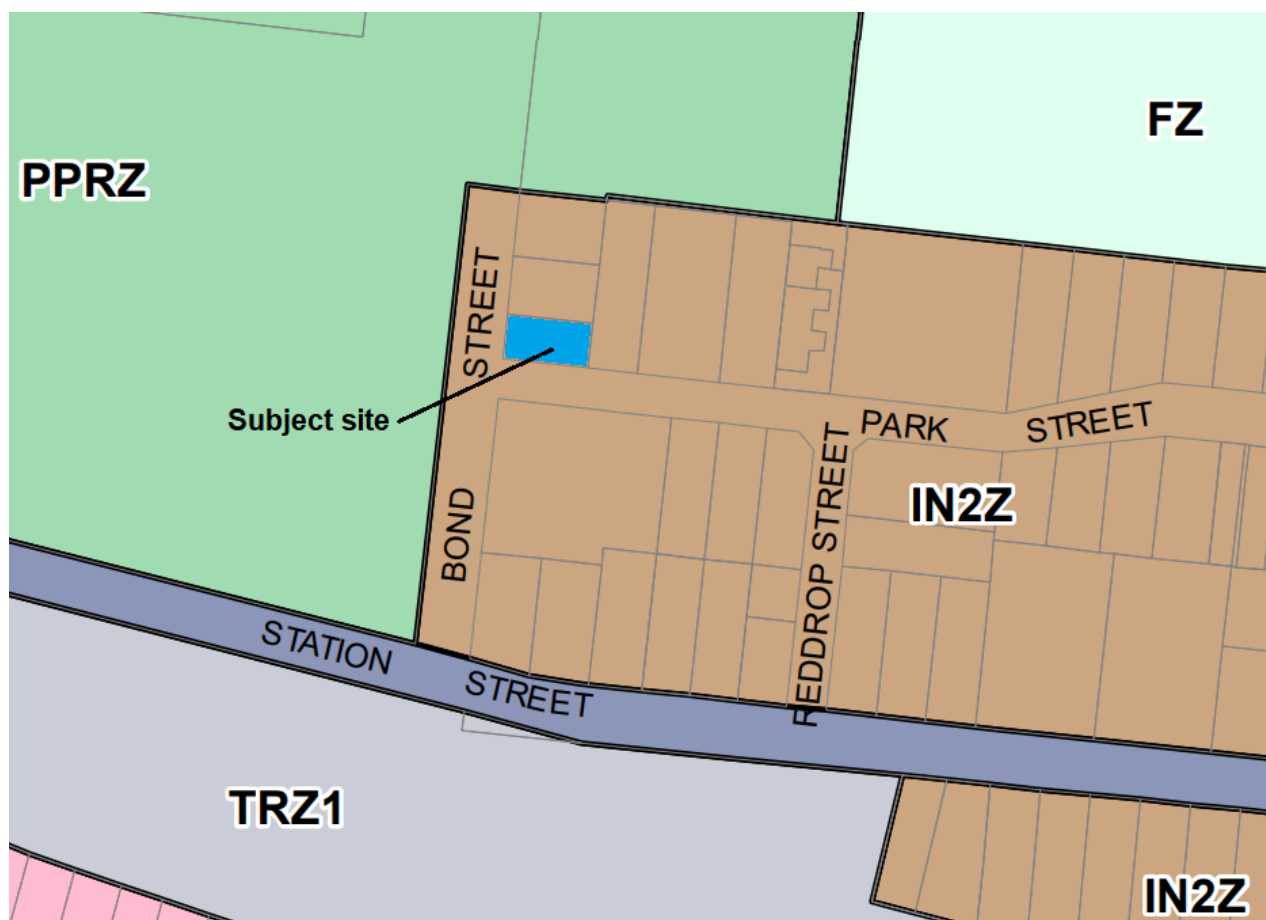 FZ
PPRZ
STREET
Subject site
PARK
STREET
REDDROP STREET
IN2Z
BOND
STATION
STREET
TRZ1
IN2Z